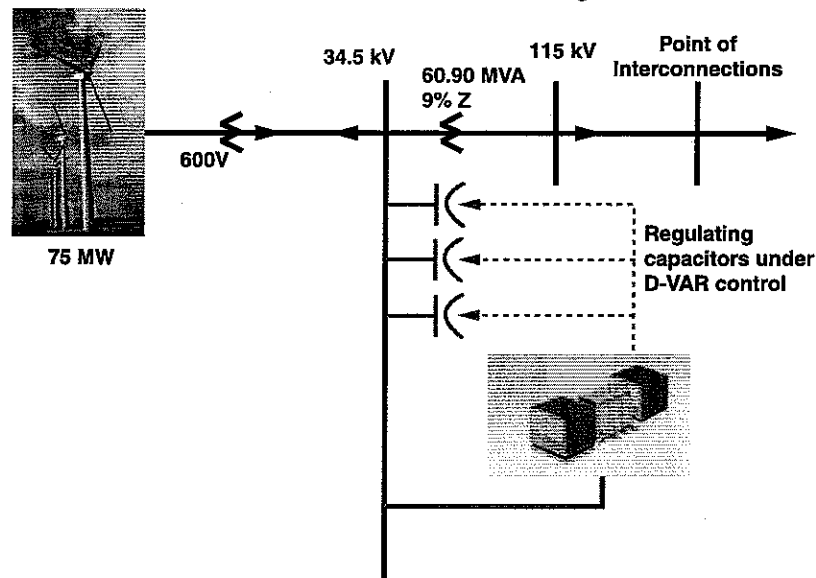 34.5 kV
60.90 MVA
9% Z
115 kV
Point of
Interconnections
600V
75 MW
Regulating
capacitors under
D-VAR control